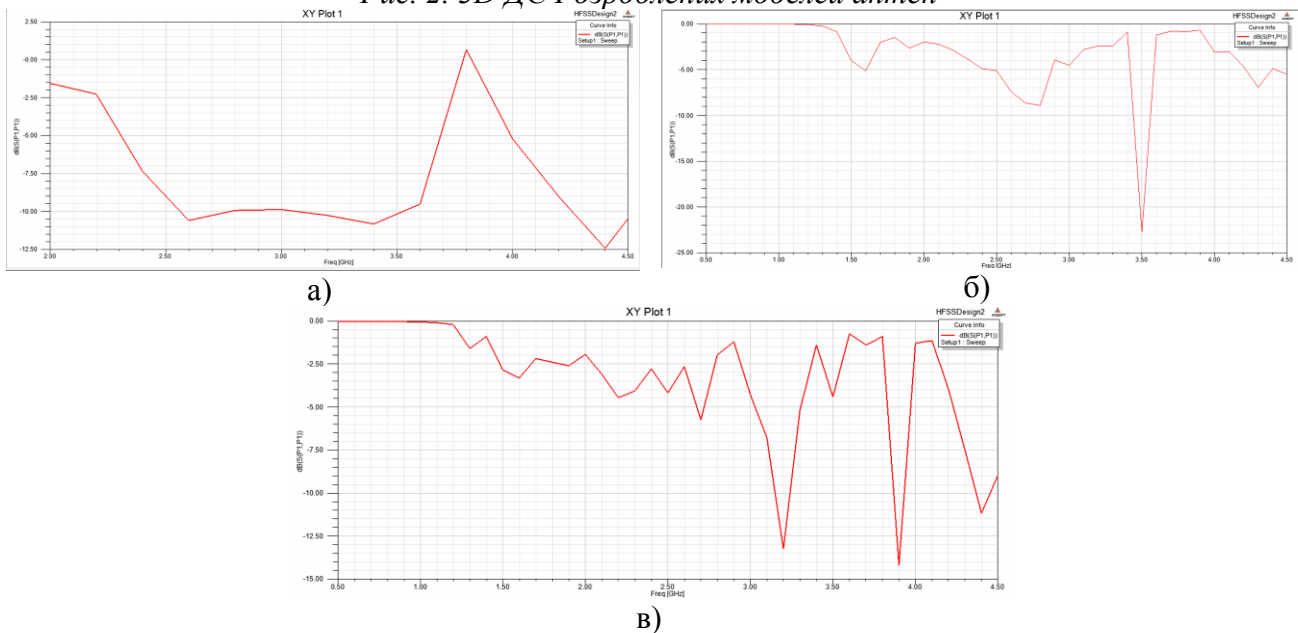 Рис. 2. 3D ДС Розроблення моделей антен
XY Plot 1
HFSSDesign2
Curve Info
dB(S(P1,P1))
Setup1 : Sweep
2.50
-0.00
-2.50
-5.00
-7.50
-10.00
-12.50
dB(S(P1,P1))
2.00
2.50
3.00
3.50
4.00
4.50
Freq [GHz]
а)
XY Plot 1
HFSSDesign2
Curve Info
dB(S(P1,P1))
Setup1 : Sweep
0.00
-5.00
-10.00
-15.00
-20.00
-25.00
dB(S(P1,P1))
0.50
1.00
1.50
2.00
2.50
3.00
3.50
4.00
4.50
Freq [GHz]
б)
XY Plot 1
HFSSDesign2
Curve Info
dB(S(P1,P1))
Setup1 : Sweep
0.00
-2.50
-5.00
-7.50
-10.00
-12.50
-15.00
dB(S(P1,P1))
0.50
1.00
1.50
2.00
2.50
3.00
3.50
4.00
4.50
Freq [GHz]
в)